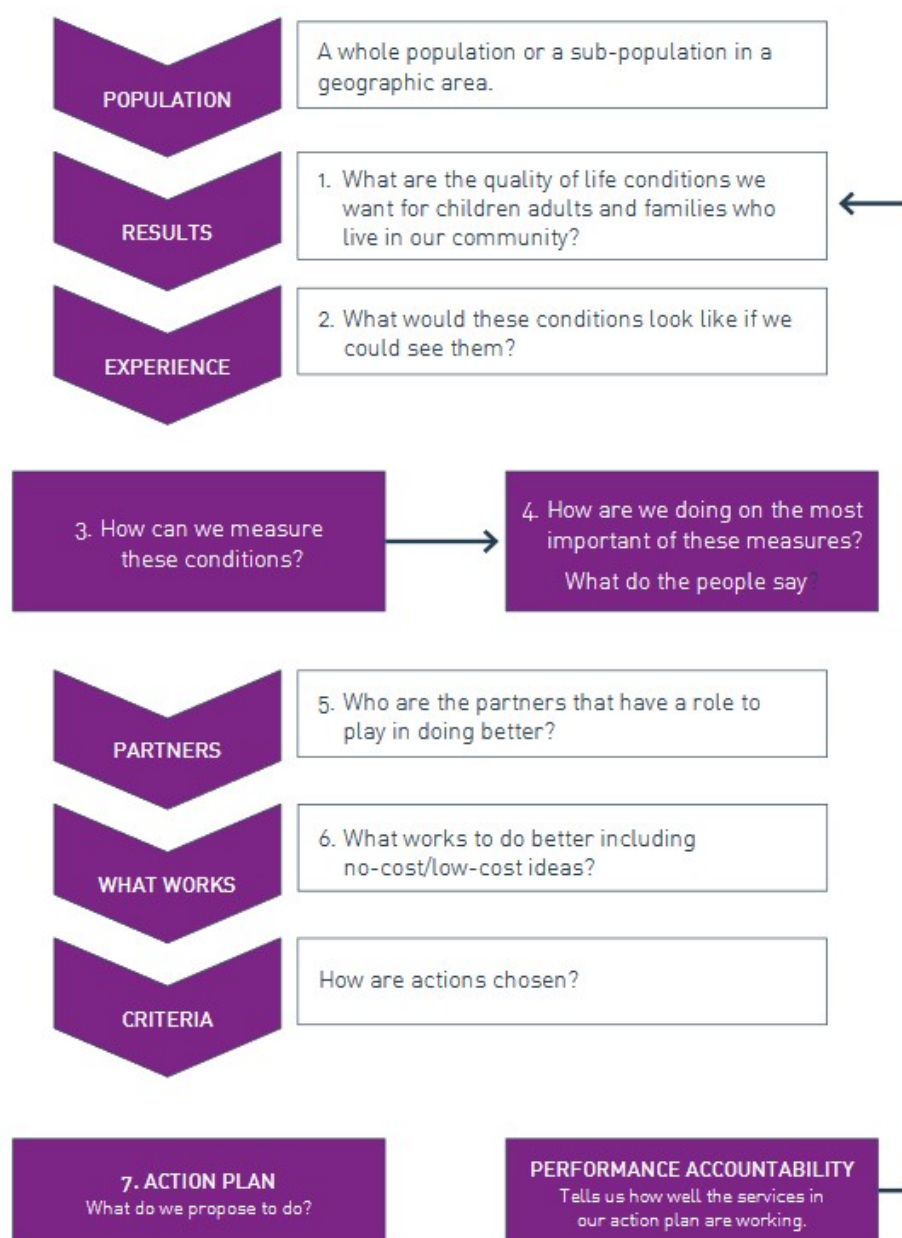 POPULATION
A whole population or a sub-population in a
geographic area.
RESULTS
1. What are the quality of life conditions we
want for children adults and families who
live in our community?
EXPERIENCE
2. What would these conditions look like if we
could see them?
3. How can we measure
these conditions?
4. How are we doing on the most
important of these measures?
What do the people say?
PARTNERS
5. Who are the partners that have a role to
play in doing better?
WHAT WORKS
6. What works to do better including
no-cost/low-cost ideas?
CRITERIA
How are actions chosen?
7. ACTION PLAN
What do we propose to do?
PERFORMANCE ACCOUNTABILITY
Tells us how well the services in
our action plan are working.